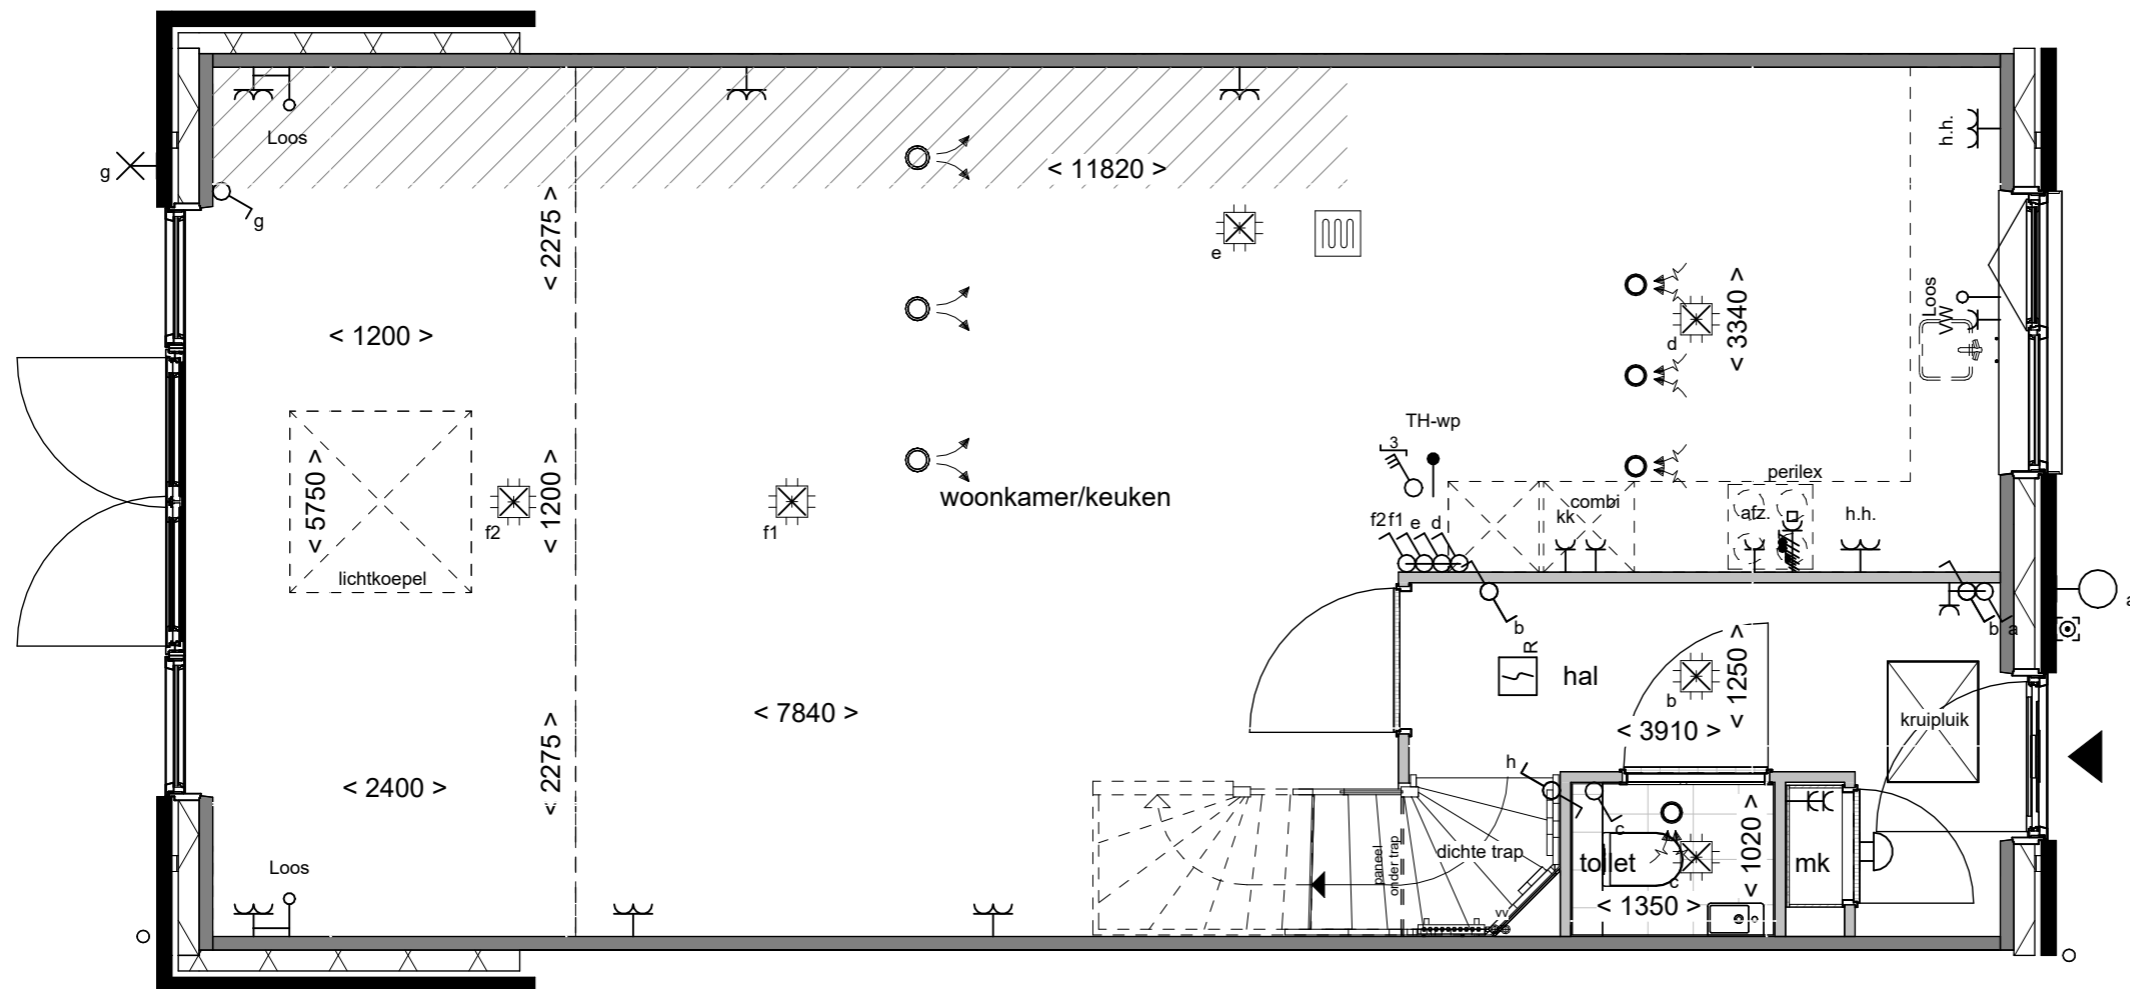 Loos
h.h.
g
< 11820 >
g
< 2275 >
e
Loos
VW
< 1200 >
d
< 3340 >
TH-wp
3
perilex
< 5750 >
< 1200 >
woonkamer/keuken
combi
kk
afz.
h.h.
f2
f1
f2 f1 e d
lichtkoepel
b
b a
a
R
hal
< 1250 >
b
< 7840 >
< 3910 >
kruipluik
h
< 2400 >
< 2275 >
c
dichte trap
paneel
onder trap
toilet
c
< 1020 >
mk
Loos
< 1350 >
vv